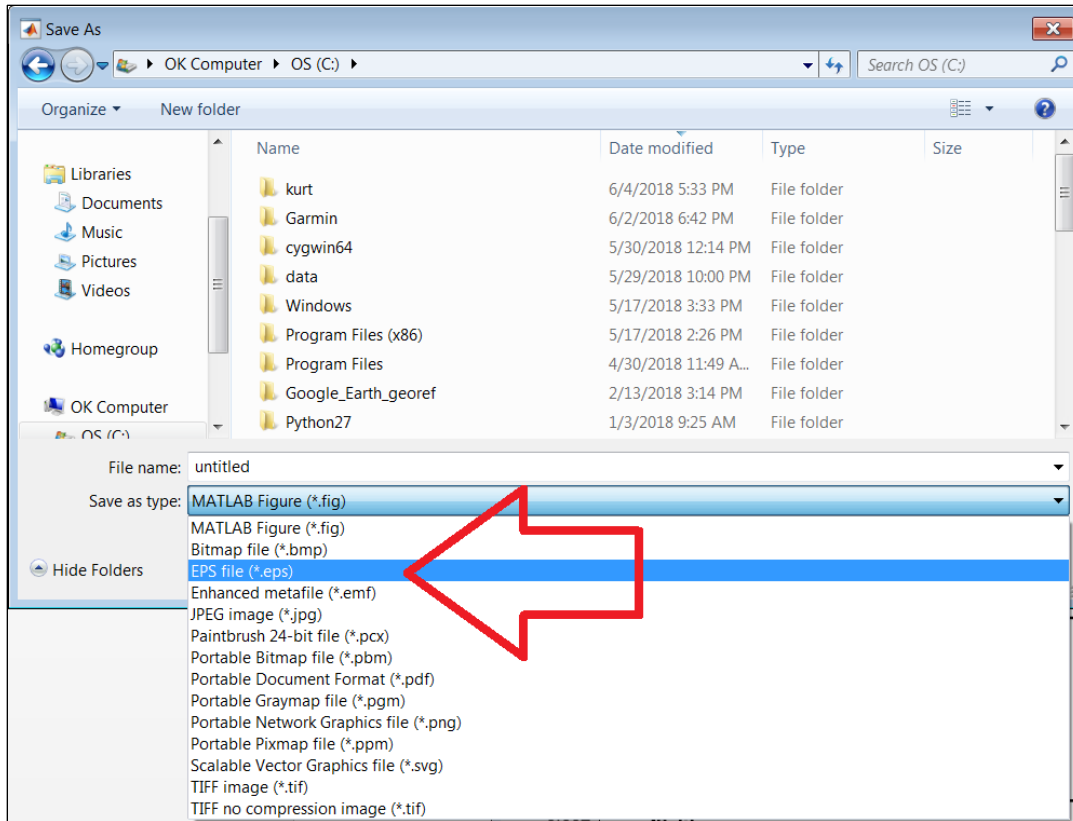 Save As
OK Computer OS (C:)
Search OS (C:)
Organize New folder
Name Date modified Type Size
Libraries
Documents
Music
Pictures
Videos
Homegroup
OK Computer
OS (C:)
kurt 6/4/2018 5:33 PM File folder
Garmin 6/2/2018 6:42 PM File folder
cygwin64 5/30/2018 12:14 PM File folder
data 5/29/2018 10:00 PM File folder
Windows 5/17/2018 3:33 PM File folder
Program Files (x86) 5/17/2018 2:26 PM File folder
Program Files 4/30/2018 11:49 A... File folder
Google_Earth_georef 2/13/2018 3:14 PM File folder
Python27 1/3/2018 9:25 AM File folder
File name: untitled
Save as type: MATLAB Figure (*.fig)
Hide Folders
MATLAB Figure (*.fig)
Bitmap file (*.bmp)
EPS file (*.eps)
Enhanced metafile (*.emf)
JPEG image (*.jpg)
Paintbrush 24-bit file (*.pcx)
Portable Bitmap file (*.pbm)
Portable Document Format (*.pdf)
Portable Graymap file (*.pgm)
Portable Network Graphics file (*.png)
Portable Pixmap file (*.ppm)
Scalable Vector Graphics file (*.svg)
TIFF image (*.tif)
TIFF no compression image (*.tif)